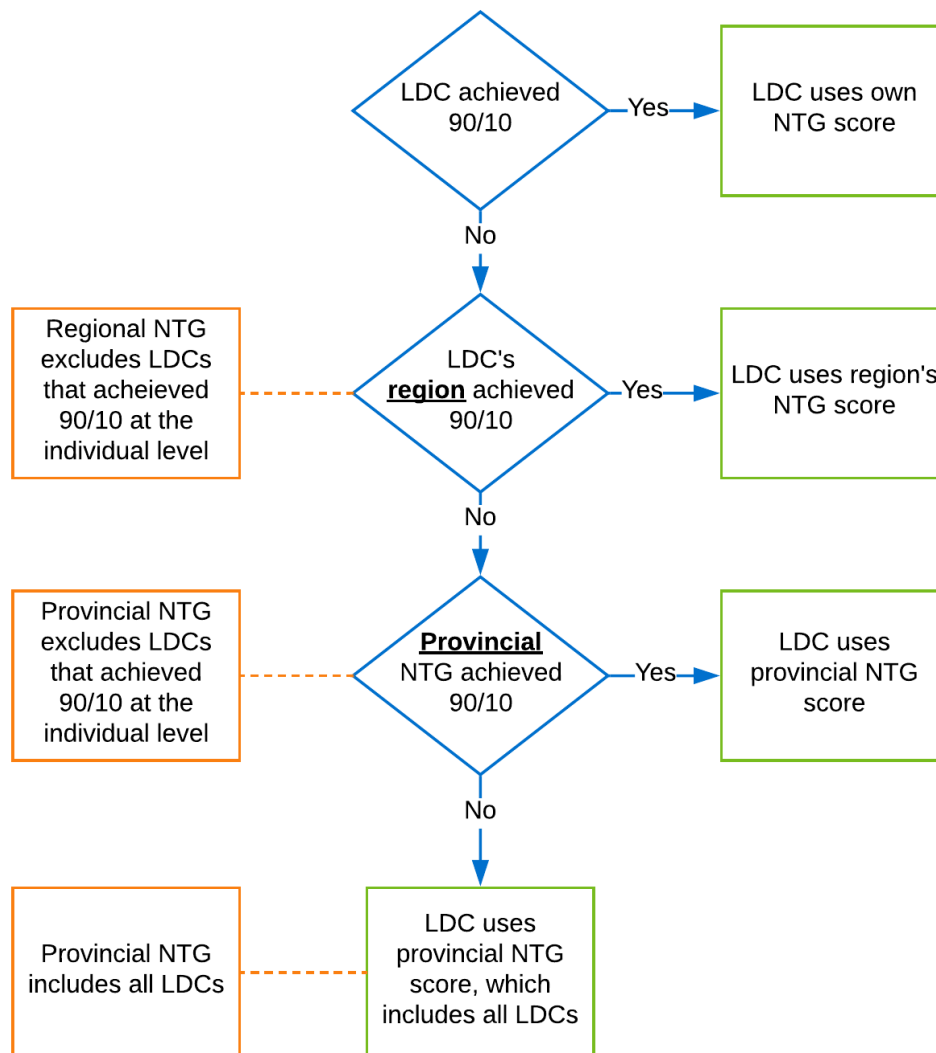 LDC achieved
90/10
Yes
LDC uses own
NTG score
No
Regional NTG
excludes LDCs
that acheieved
90/10 at the
individual level
LDC's
region achieved
90/10
Yes
LDC uses region's
NTG score
No
Provincial NTG
excludes LDCs
that achieved
90/10 at the
individual level
Provincial
NTG achieved
90/10
Yes
LDC uses
provincial NTG
score
No
Provincial NTG
includes all LDCs
LDC uses
provincial NTG
score, which
includes all LDCs